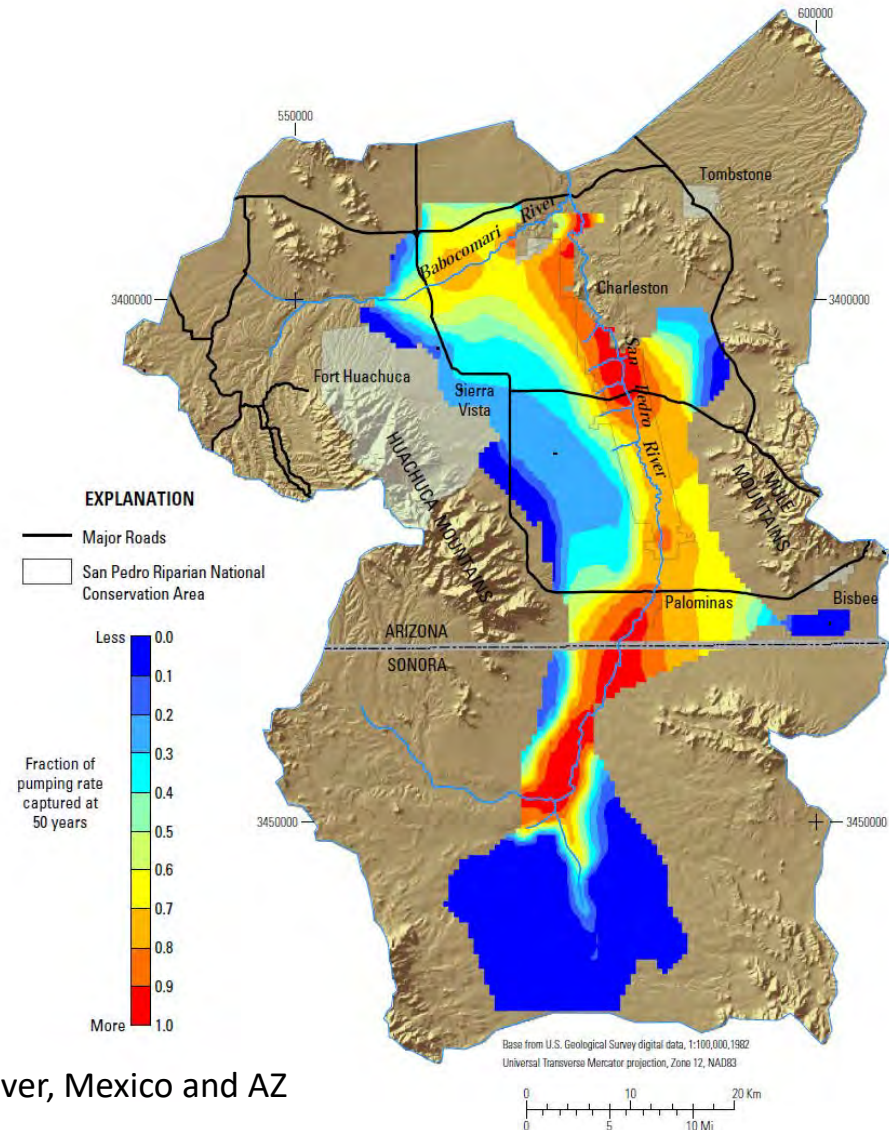 600000
550000
Tombstone
Babocomari River
Charleston
3400000
3400000
San Pedro River
Fort Huachuca
Sierra
Vista
HUACHUCA MOUNTAINS
MULE
MOUNTAINS
EXPLANATION
Major Roads
San Pedro Riparian National
Conservation Area
Palominas
Bisbee
ARIZONA
SONORA
Less
0.0
0.1
0.2
0.3
0.4
0.5
0.6
0.7
0.8
0.9
1.0
More
Fraction of
pumping rate
captured at
50 years
3450000
3450000
Base from U.S. Geological Survey digital data, 1:100,000,1982
Universal Transverse Mercator projection, Zone 12, NAD83
ver, Mexico and AZ
0 10 20 Km
0 5 10 Mi